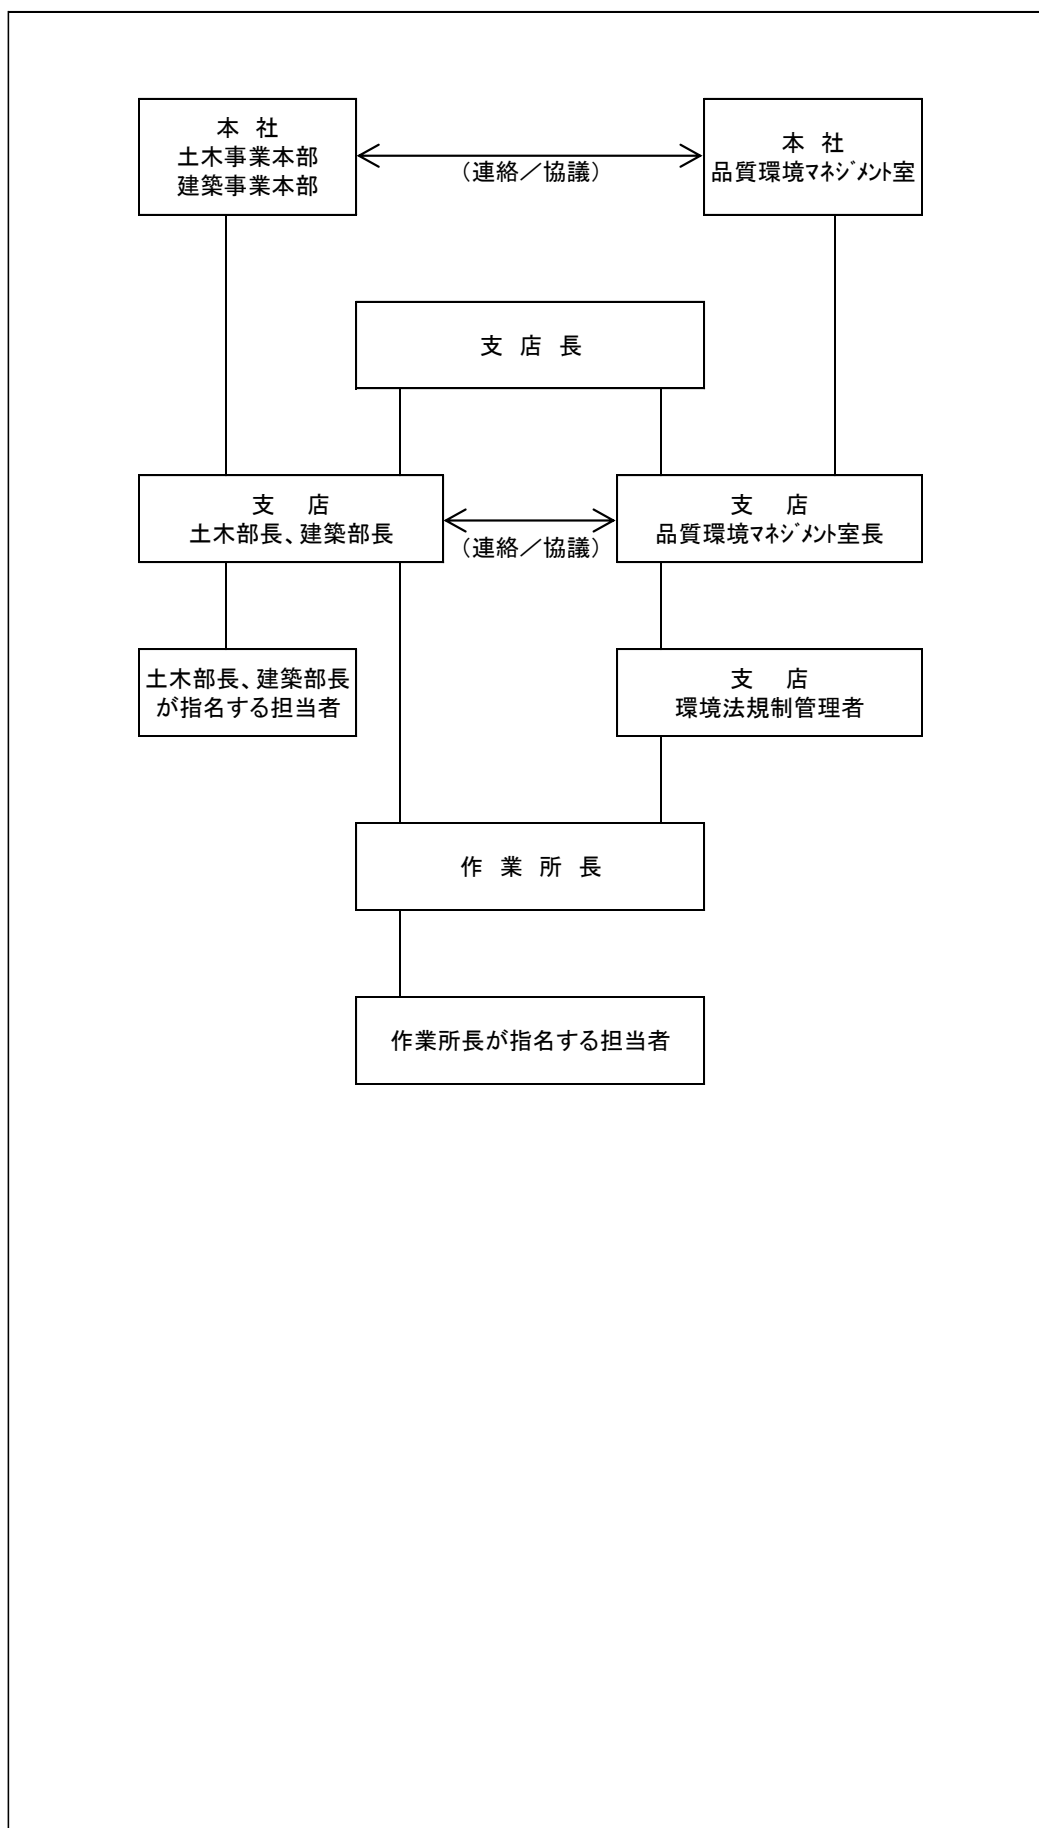 本 社
土木事業本部
建築事業本部
(連絡/協議)
本 社
品質環境マネジメント室
支 店 長
支 店
土木部長、建築部長
(連絡/協議)
支 店
品質環境マネジメント室長
土木部長、建築部長
が指名する担当者
支 店
環境法規制管理者
作 業 所 長
作業所長が指名する担当者